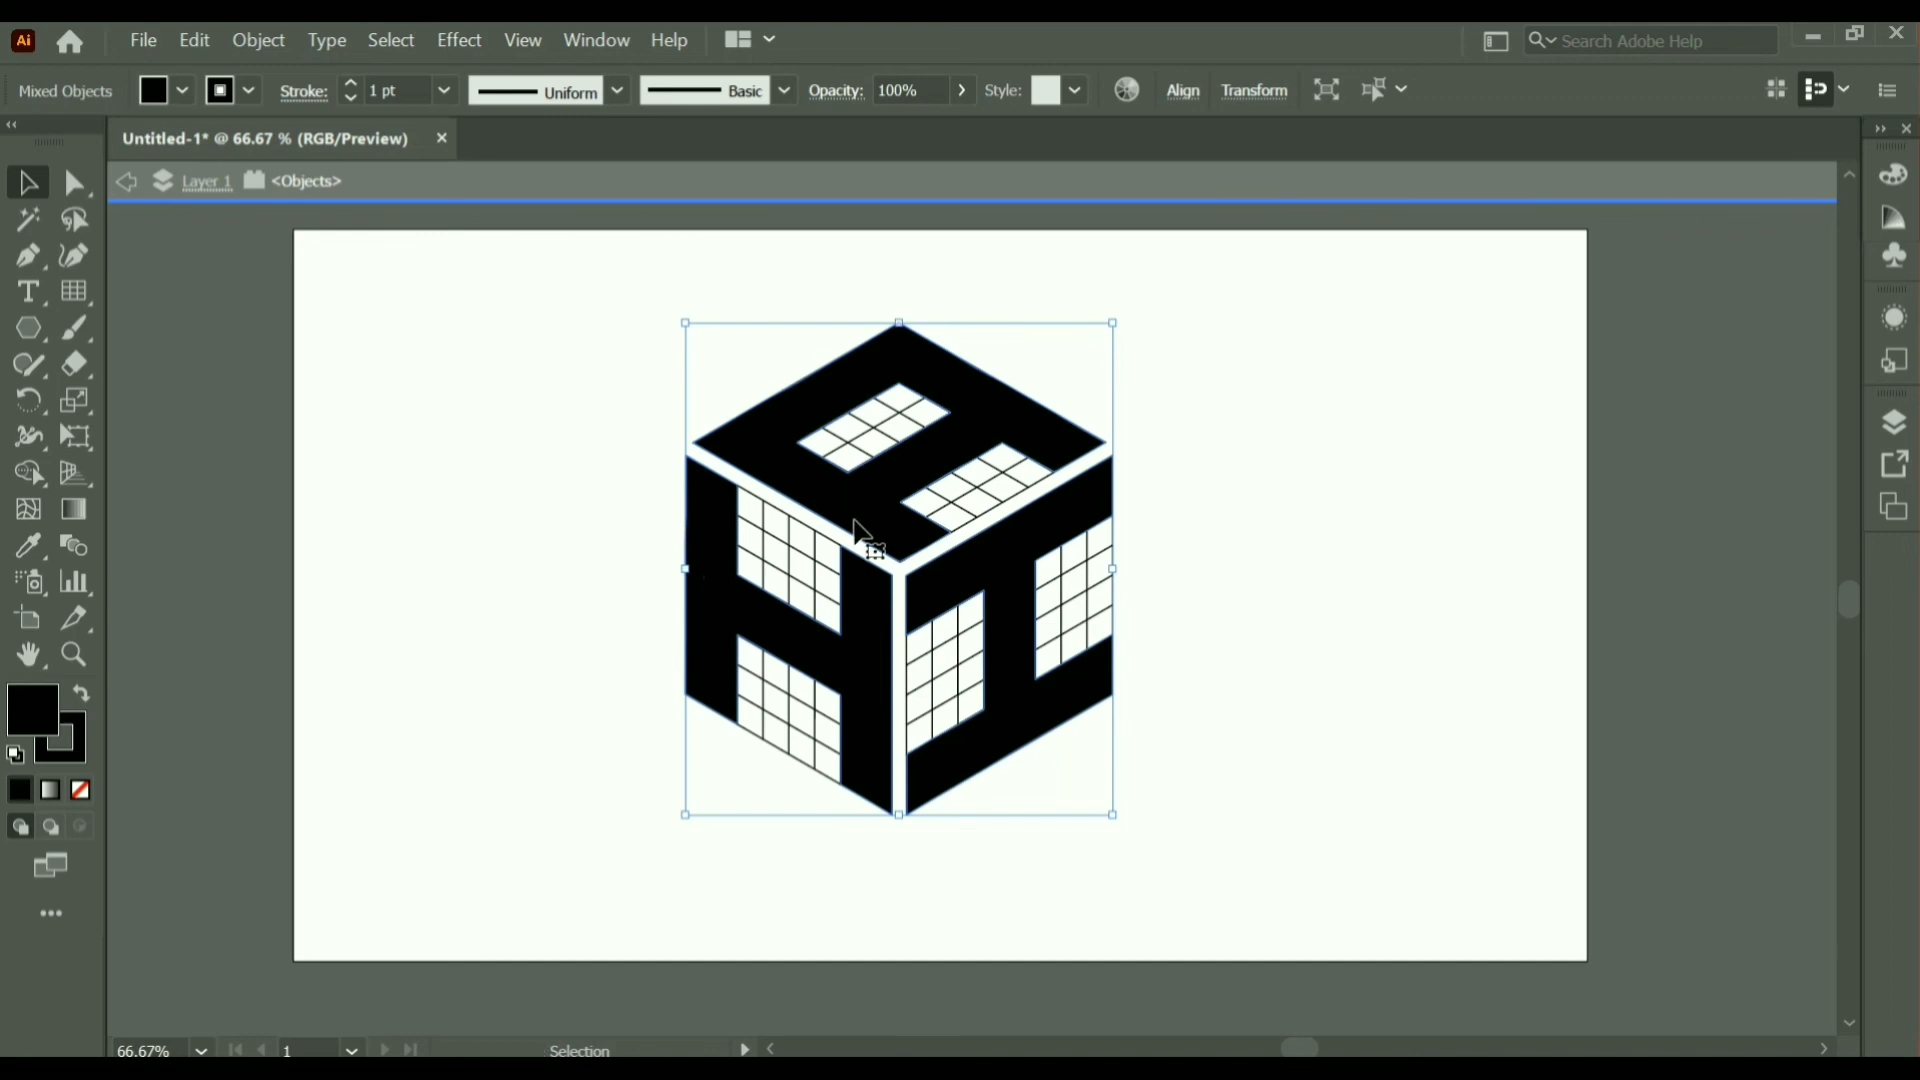 Ai File Edit Object Type Select Effect View Window Help Search Adobe Help
Mixed Objects Stroke: 1 pt Uniform Basic Opacity: 100% Style: Align Transform
Untitled-1* @ 66.67 % (RGB/Preview)
Layer 1 <Objects>
66.67% 1 Selection